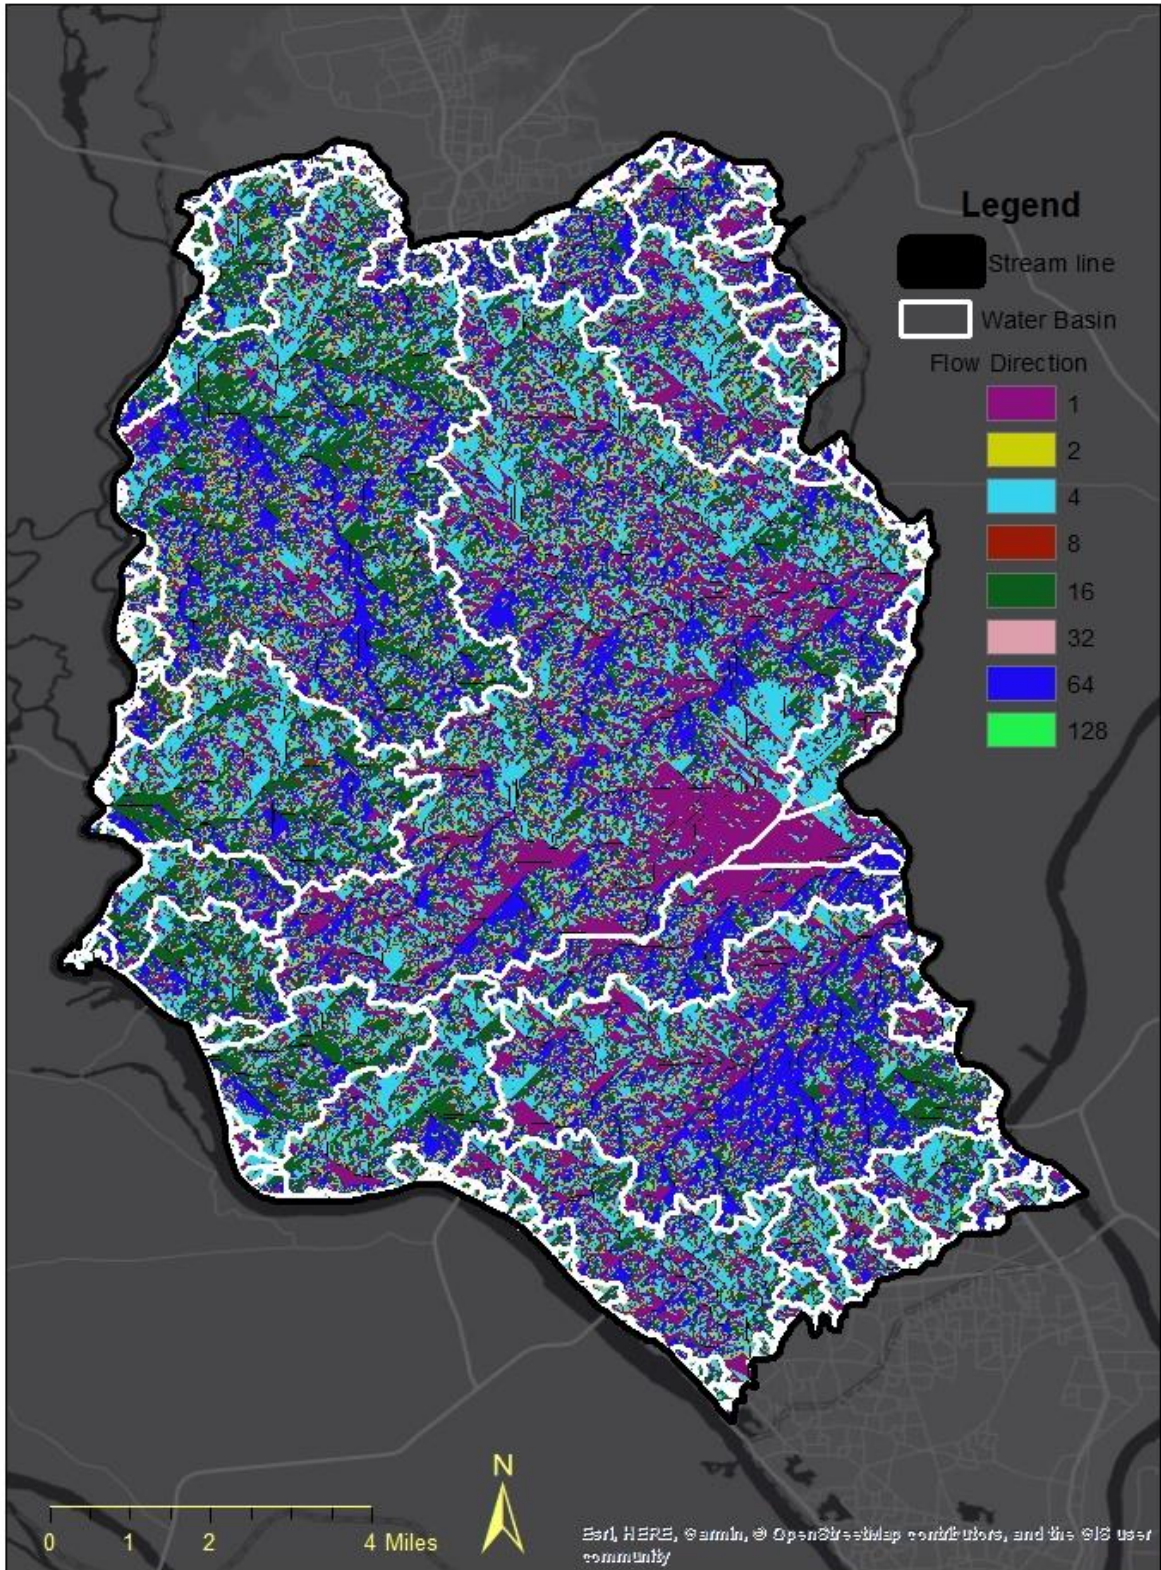 Legend
Stream line
Water Basin
Flow Direction
1
2
4
8
16
32
64
128
N
0 1 2 4 Miles
Esri, HERE, Garmin, © OpenStreetMap contributors, and the GIS user
community